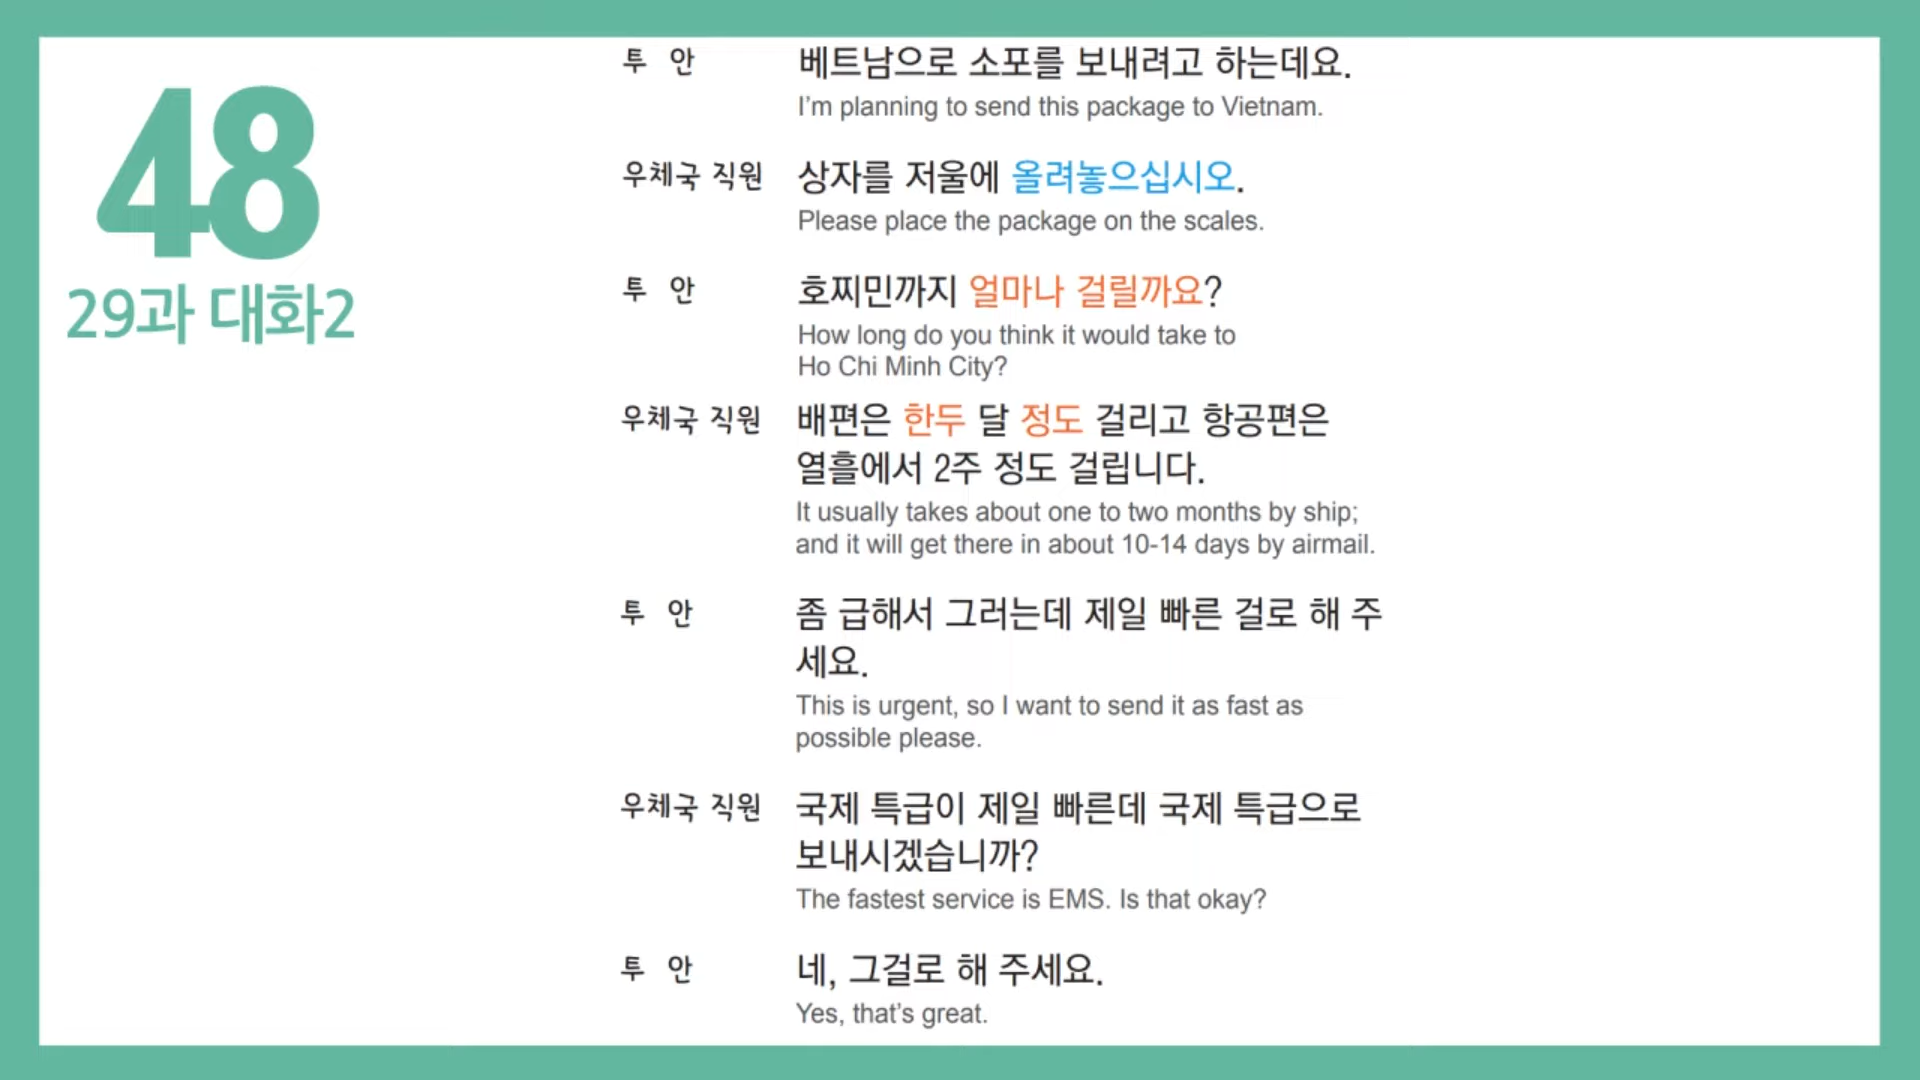 48
29과 대화2
투 안 베트남으로 소포를 보내려고 하는데요.
I'm planning to send this package to Vietnam.
우체국 직원 상자를 저울에 올려놓으십시오.
Please place the package on the scales.
투 안 호찌민까지 얼마나 걸릴까요?
How long do you think it would take to
Ho Chi Minh City?
우체국 직원 배편은 한두 달 정도 걸리고 항공편은
열흘에서 2주 정도 걸립니다.
It usually takes about one to two months by ship;
and it will get there in about 10-14 days by airmail.
투 안 좀 급해서 그러는데 제일 빠른 걸로 해 주
세요.
This is urgent, so I want to send it as fast as
possible please.
우체국 직원 국제 특급이 제일 빠른데 국제 특급으로
보내시겠습니까?
The fastest service is EMS. Is that okay?
투 안 네, 그걸로 해 주세요.
Yes, that's great.